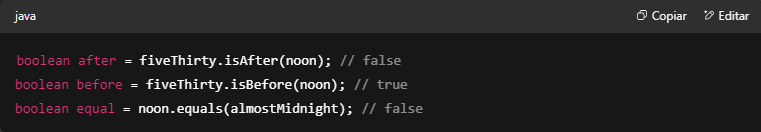 java Copiar Editar
boolean after = fiveThirty.isAfter(noon); // false
boolean before = fiveThirty.isBefore(noon); // true
boolean equal = noon.equals(almostMidnight); // false